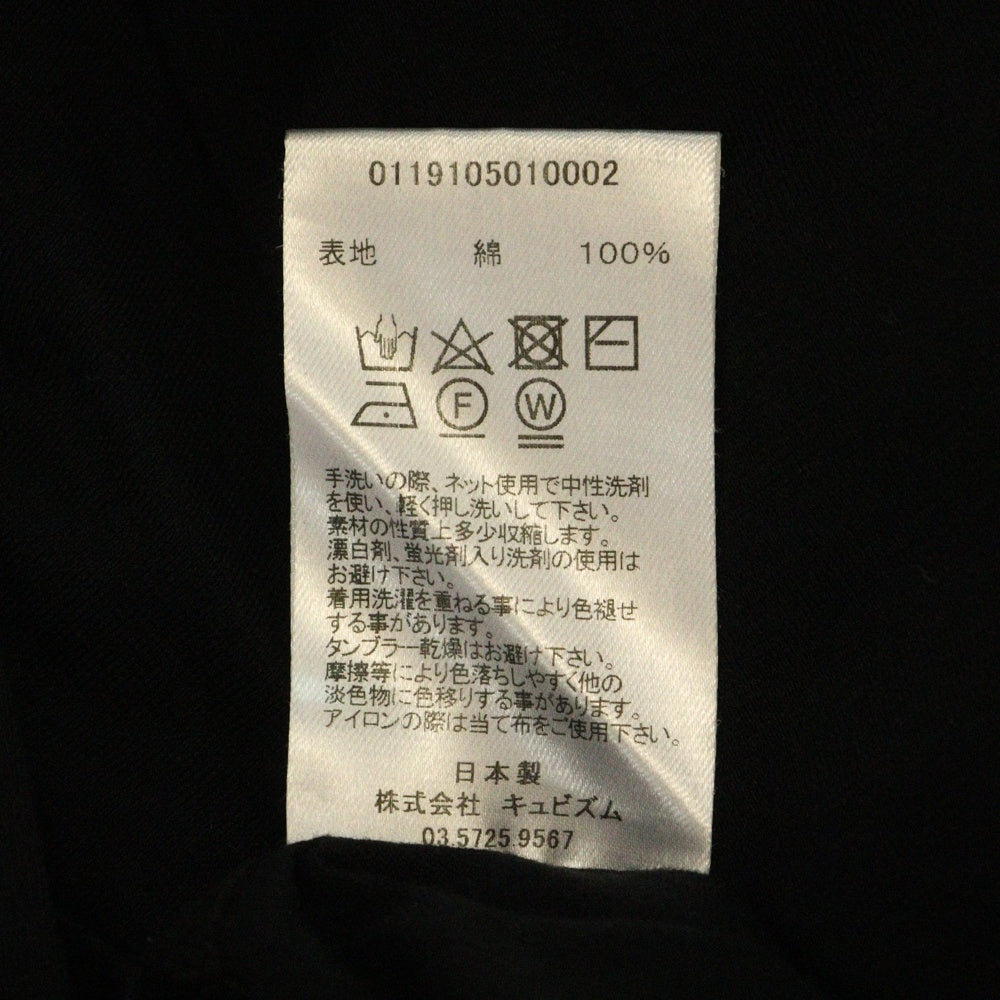 0119105010002
表地 綿 100%
F W
手洗いの際、ネット使用で中性洗剤
を使い、軽く押し洗いして下さい。
素材の性質上多少収縮します。
漂白剤、蛍光剤入り洗剤の使用は
お避け下さい。
着用洗濯を重ねる事により色褪せ
する事があります。
タンブラー乾燥はお避け下さい。
摩擦等により色落ちしやすく他の
淡色物に色移りする事があります。
アイロンの際は当て布をご使用下さい。
日本製
株式会社 キュビズム
03.5725.9567